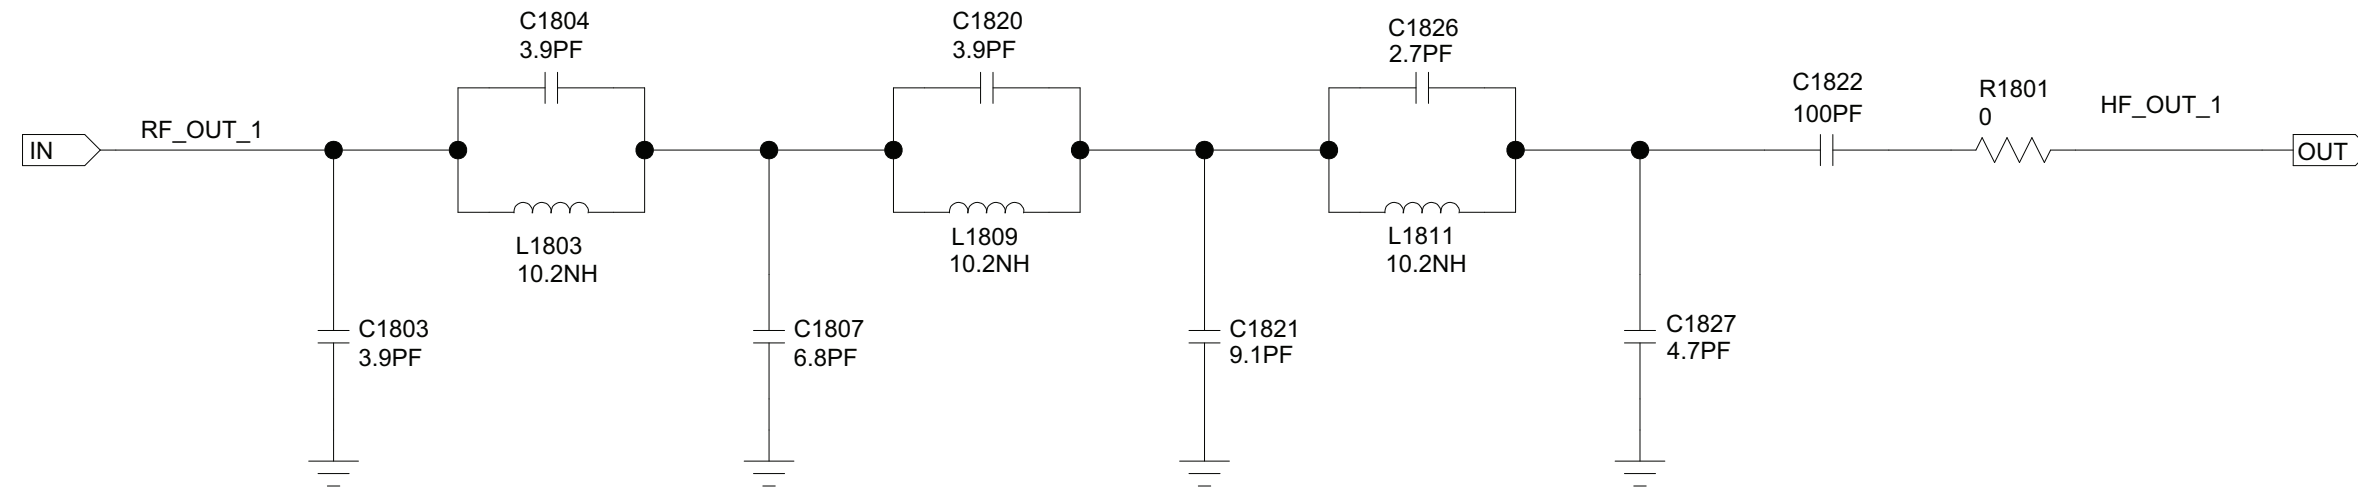 C1804
3.9PF
C1820
3.9PF
C1826
2.7PF
C1822
100PF
R1801
0
HF_OUT_1
RF_OUT_1
IN
OUT
L1803
10.2NH
L1809
10.2NH
L1811
10.2NH
C1803
3.9PF
C1807
6.8PF
C1821
9.1PF
C1827
4.7PF